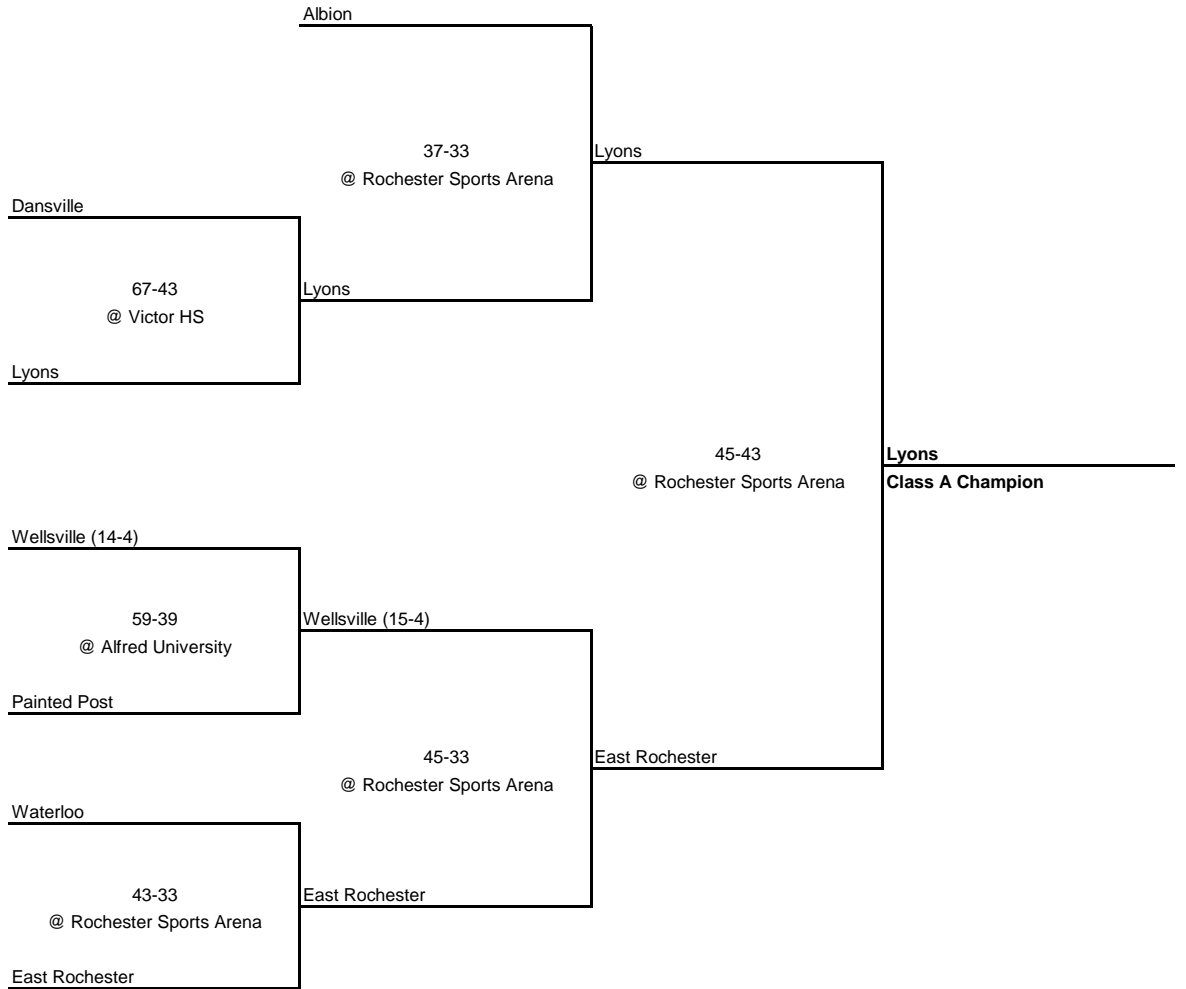 Albion
37-33
@ Rochester Sports Arena
Lyons
Dansville
67-43
@ Victor HS
Lyons
Lyons
45-43
@ Rochester Sports Arena
Lyons
Class A Champion
Wellsville (14-4)
59-39
@ Alfred University
Wellsville (15-4)
Painted Post
45-33
@ Rochester Sports Arena
East Rochester
Waterloo
43-33
@ Rochester Sports Arena
East Rochester
East Rochester